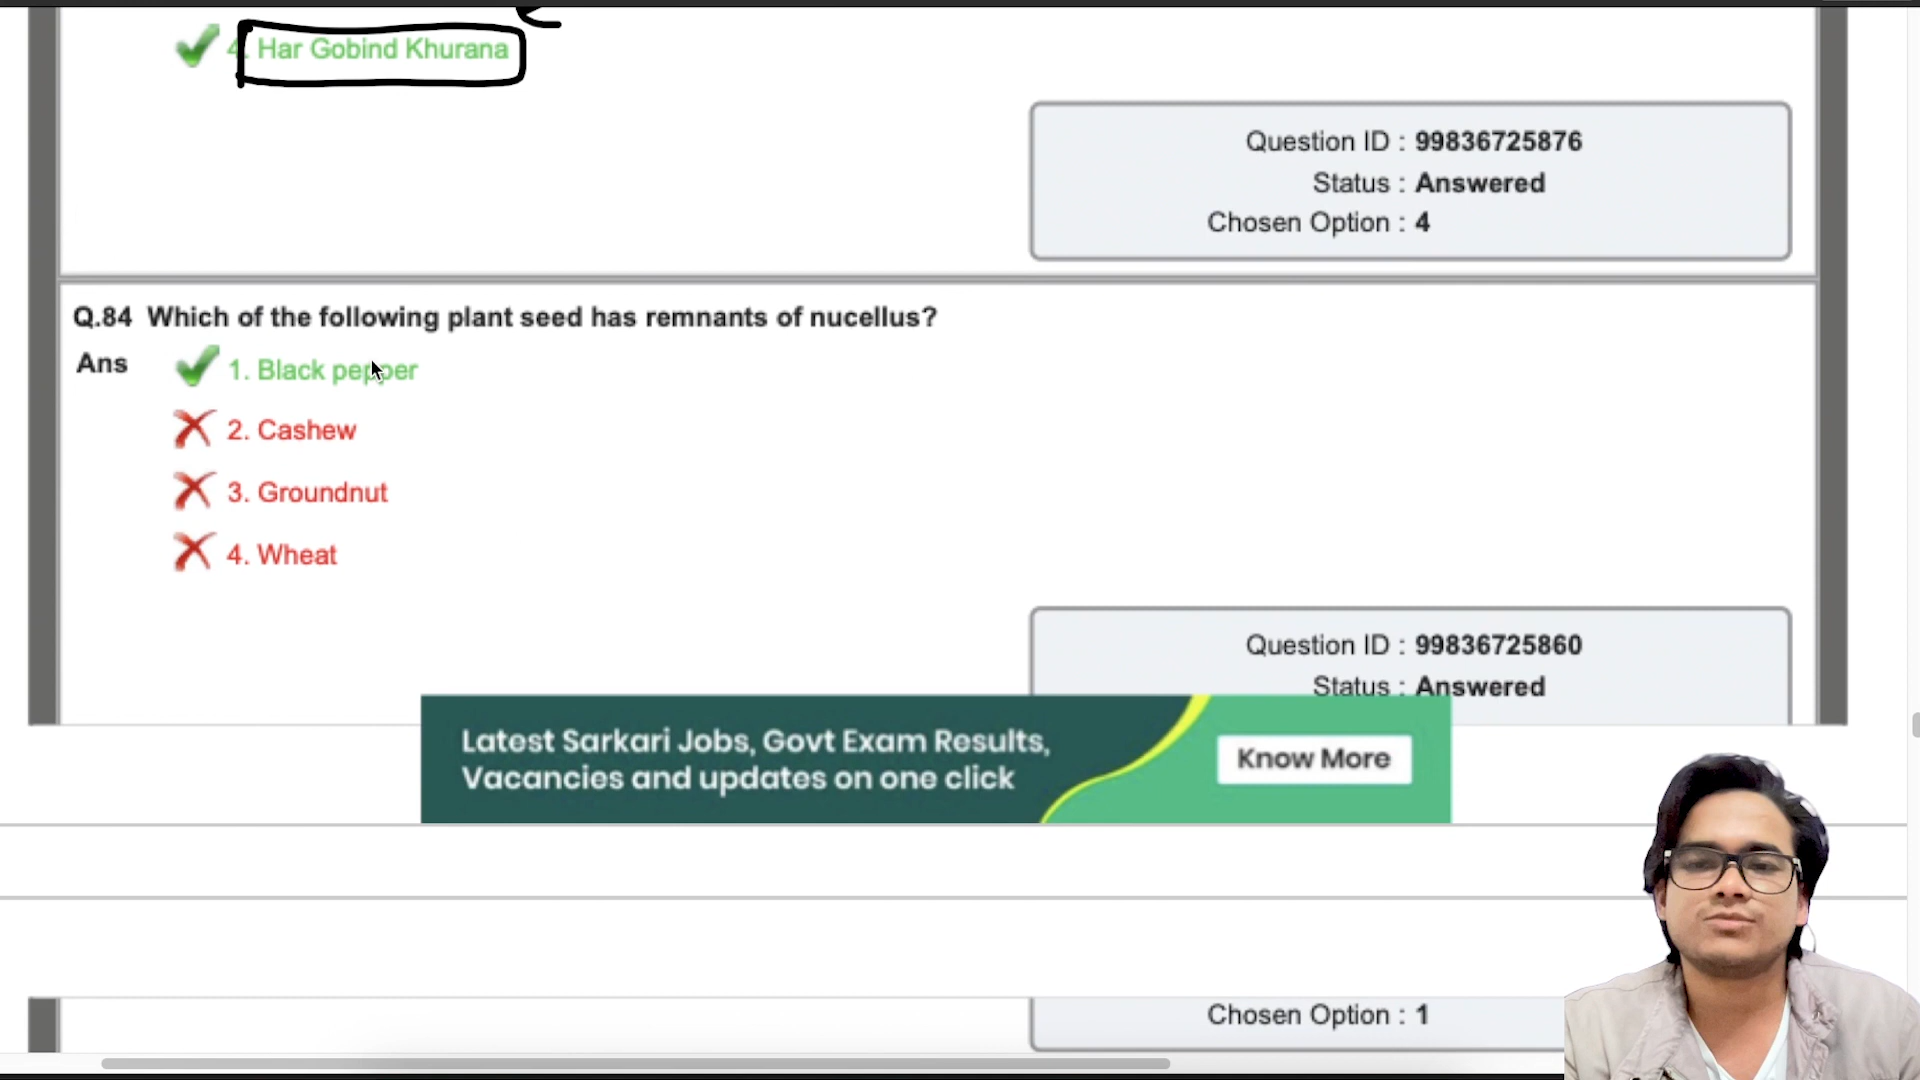 4. Har Gobind Khurana
Question ID : 99836725876
Status : Answered
Chosen Option : 4
Q.84 Which of the following plant seed has remnants of nucellus?
Ans 1. Black pepper
2. Cashew
3. Groundnut
4. Wheat
Question ID : 99836725860
Status : Answered
Latest Sarkari Jobs, Govt Exam Results,
Vacancies and updates on one click
Know More
Chosen Option : 1